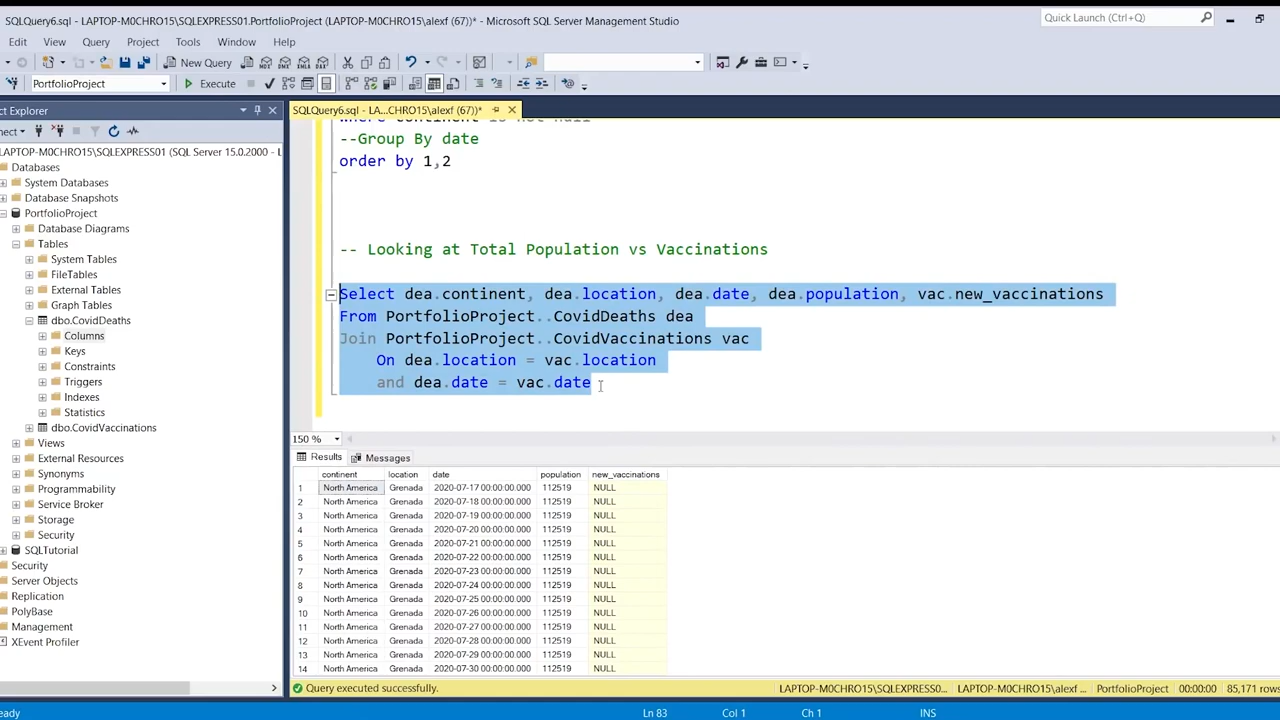 SQLQuery6.sql - LAPTOP-M0CHRO15\SQLEXPRESS01.PortfolioProject (LAPTOP-M0CHRO15\alexf (67))* - Microsoft SQL Server Management Studio
Quick Launch (Ctrl+Q)
Edit View Query Project Tools Window Help
New Query
PortfolioProject
Execute
ct Explorer
SQLQuery6.sql - LA...CHRO15\alexf (67))*
nect
LAPTOP-M0CHRO15\SQLEXPRESS01 (SQL Server 15.0.2000 - L
Databases
System Databases
Database Snapshots
PortfolioProject
Database Diagrams
Tables
System Tables
FileTables
External Tables
Graph Tables
dbo.CovidDeaths
Columns
Keys
Constraints
Triggers
Indexes
Statistics
dbo.CovidVaccinations
Views
External Resources
Synonyms
Programmability
Service Broker
Storage
Security
SQLTutorial
Security
Server Objects
Replication
PolyBase
Management
XEvent Profiler
where continent is not null
--Group By date
order by 1,2
-- Looking at Total Population vs Vaccinations
Select dea.continent, dea.location, dea.date, dea.population, vac.new_vaccinations
From PortfolioProject..CovidDeaths dea
Join PortfolioProject..CovidVaccinations vac
On dea.location = vac.location
and dea.date = vac.date
150 %
Results Messages
continent location date population new_vaccinations
1 North America Grenada 2020-07-17 00:00:00.000 112519 NULL
2 North America Grenada 2020-07-18 00:00:00.000 112519 NULL
3 North America Grenada 2020-07-19 00:00:00.000 112519 NULL
4 North America Grenada 2020-07-20 00:00:00.000 112519 NULL
5 North America Grenada 2020-07-21 00:00:00.000 112519 NULL
6 North America Grenada 2020-07-22 00:00:00.000 112519 NULL
7 North America Grenada 2020-07-23 00:00:00.000 112519 NULL
8 North America Grenada 2020-07-24 00:00:00.000 112519 NULL
9 North America Grenada 2020-07-25 00:00:00.000 112519 NULL
10 North America Grenada 2020-07-26 00:00:00.000 112519 NULL
11 North America Grenada 2020-07-27 00:00:00.000 112519 NULL
12 North America Grenada 2020-07-28 00:00:00.000 112519 NULL
13 North America Grenada 2020-07-29 00:00:00.000 112519 NULL
14 North America Grenada 2020-07-30 00:00:00.000 112519 NULL
Query executed successfully.
LAPTOP-M0CHRO15\SQLEXPRESS0... LAPTOP-M0CHRO15\alexf ... PortfolioProject 00:00:00 85,171 rows
eady
Ln 83 Col 1 Ch 1 INS